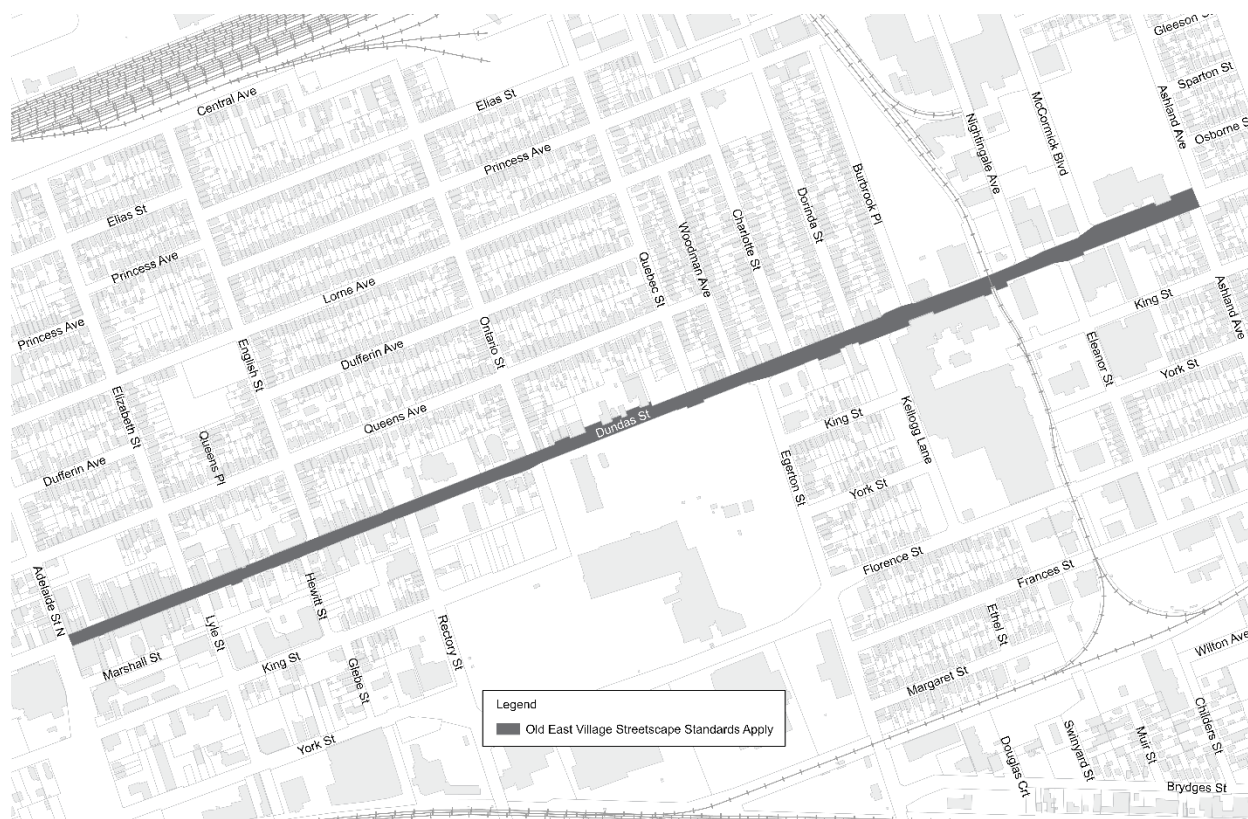 Gleeson St
Sparton St
Osborne S
Ashland Ave
McCormick Blvd
Nightingale Ave
Central Ave
Elias St
Princess Ave
Burbrook Pl
Dorinda St
Charlotte St
Woodman Ave
Quebec St
Elias St
Princess Ave
Lorne Ave
Princess Ave
Dufferin Ave
Ontario St
English St
Queens Ave
Elizabeth St
Queens Pl
Dufferin Ave
King St
Ashland Ave
Eleanor St
York St
Dundas St
King St
Kellogg Lane
Egerton St
York St
Florence St
Frances St
Ethel St
Margaret St
Wilton Ave
Childers St
Muir St
Swinyard St
Douglas Crt
Brydges St
Adelaide St N
Marshall St
Lyle St
Hewitt St
King St
Glebe St
Rectory St
York St
Legend
Old East Village Streetscape Standards Apply